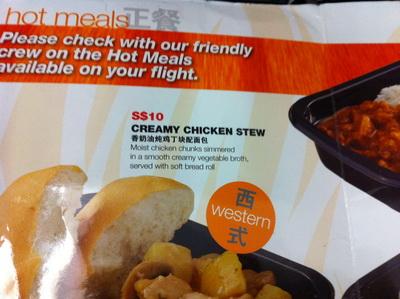 hot meals 正餐
Please check with our friendly
crew on the Hot Meals
available on your flight.
S$10
CREAMY CHICKEN STEW
香奶油炖鸡丁块配面包
Moist chicken chunks simmered
in a smooth creamy vegetable broth,
served with soft bread roll
西
western
式